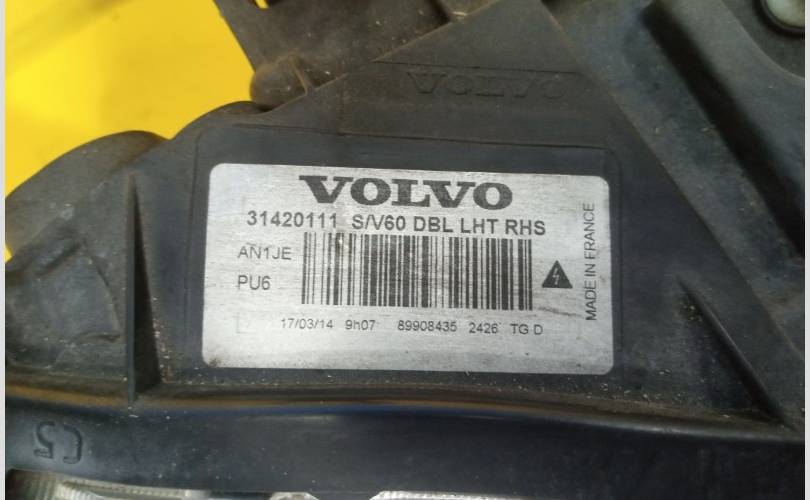 VOLVO
VOLVO
31420111 S/V60 DBL LHT RHS
AN1JE
PU6
MADE IN FRANCE
17/03/14 9h07 89908435 2426 TG D
C5